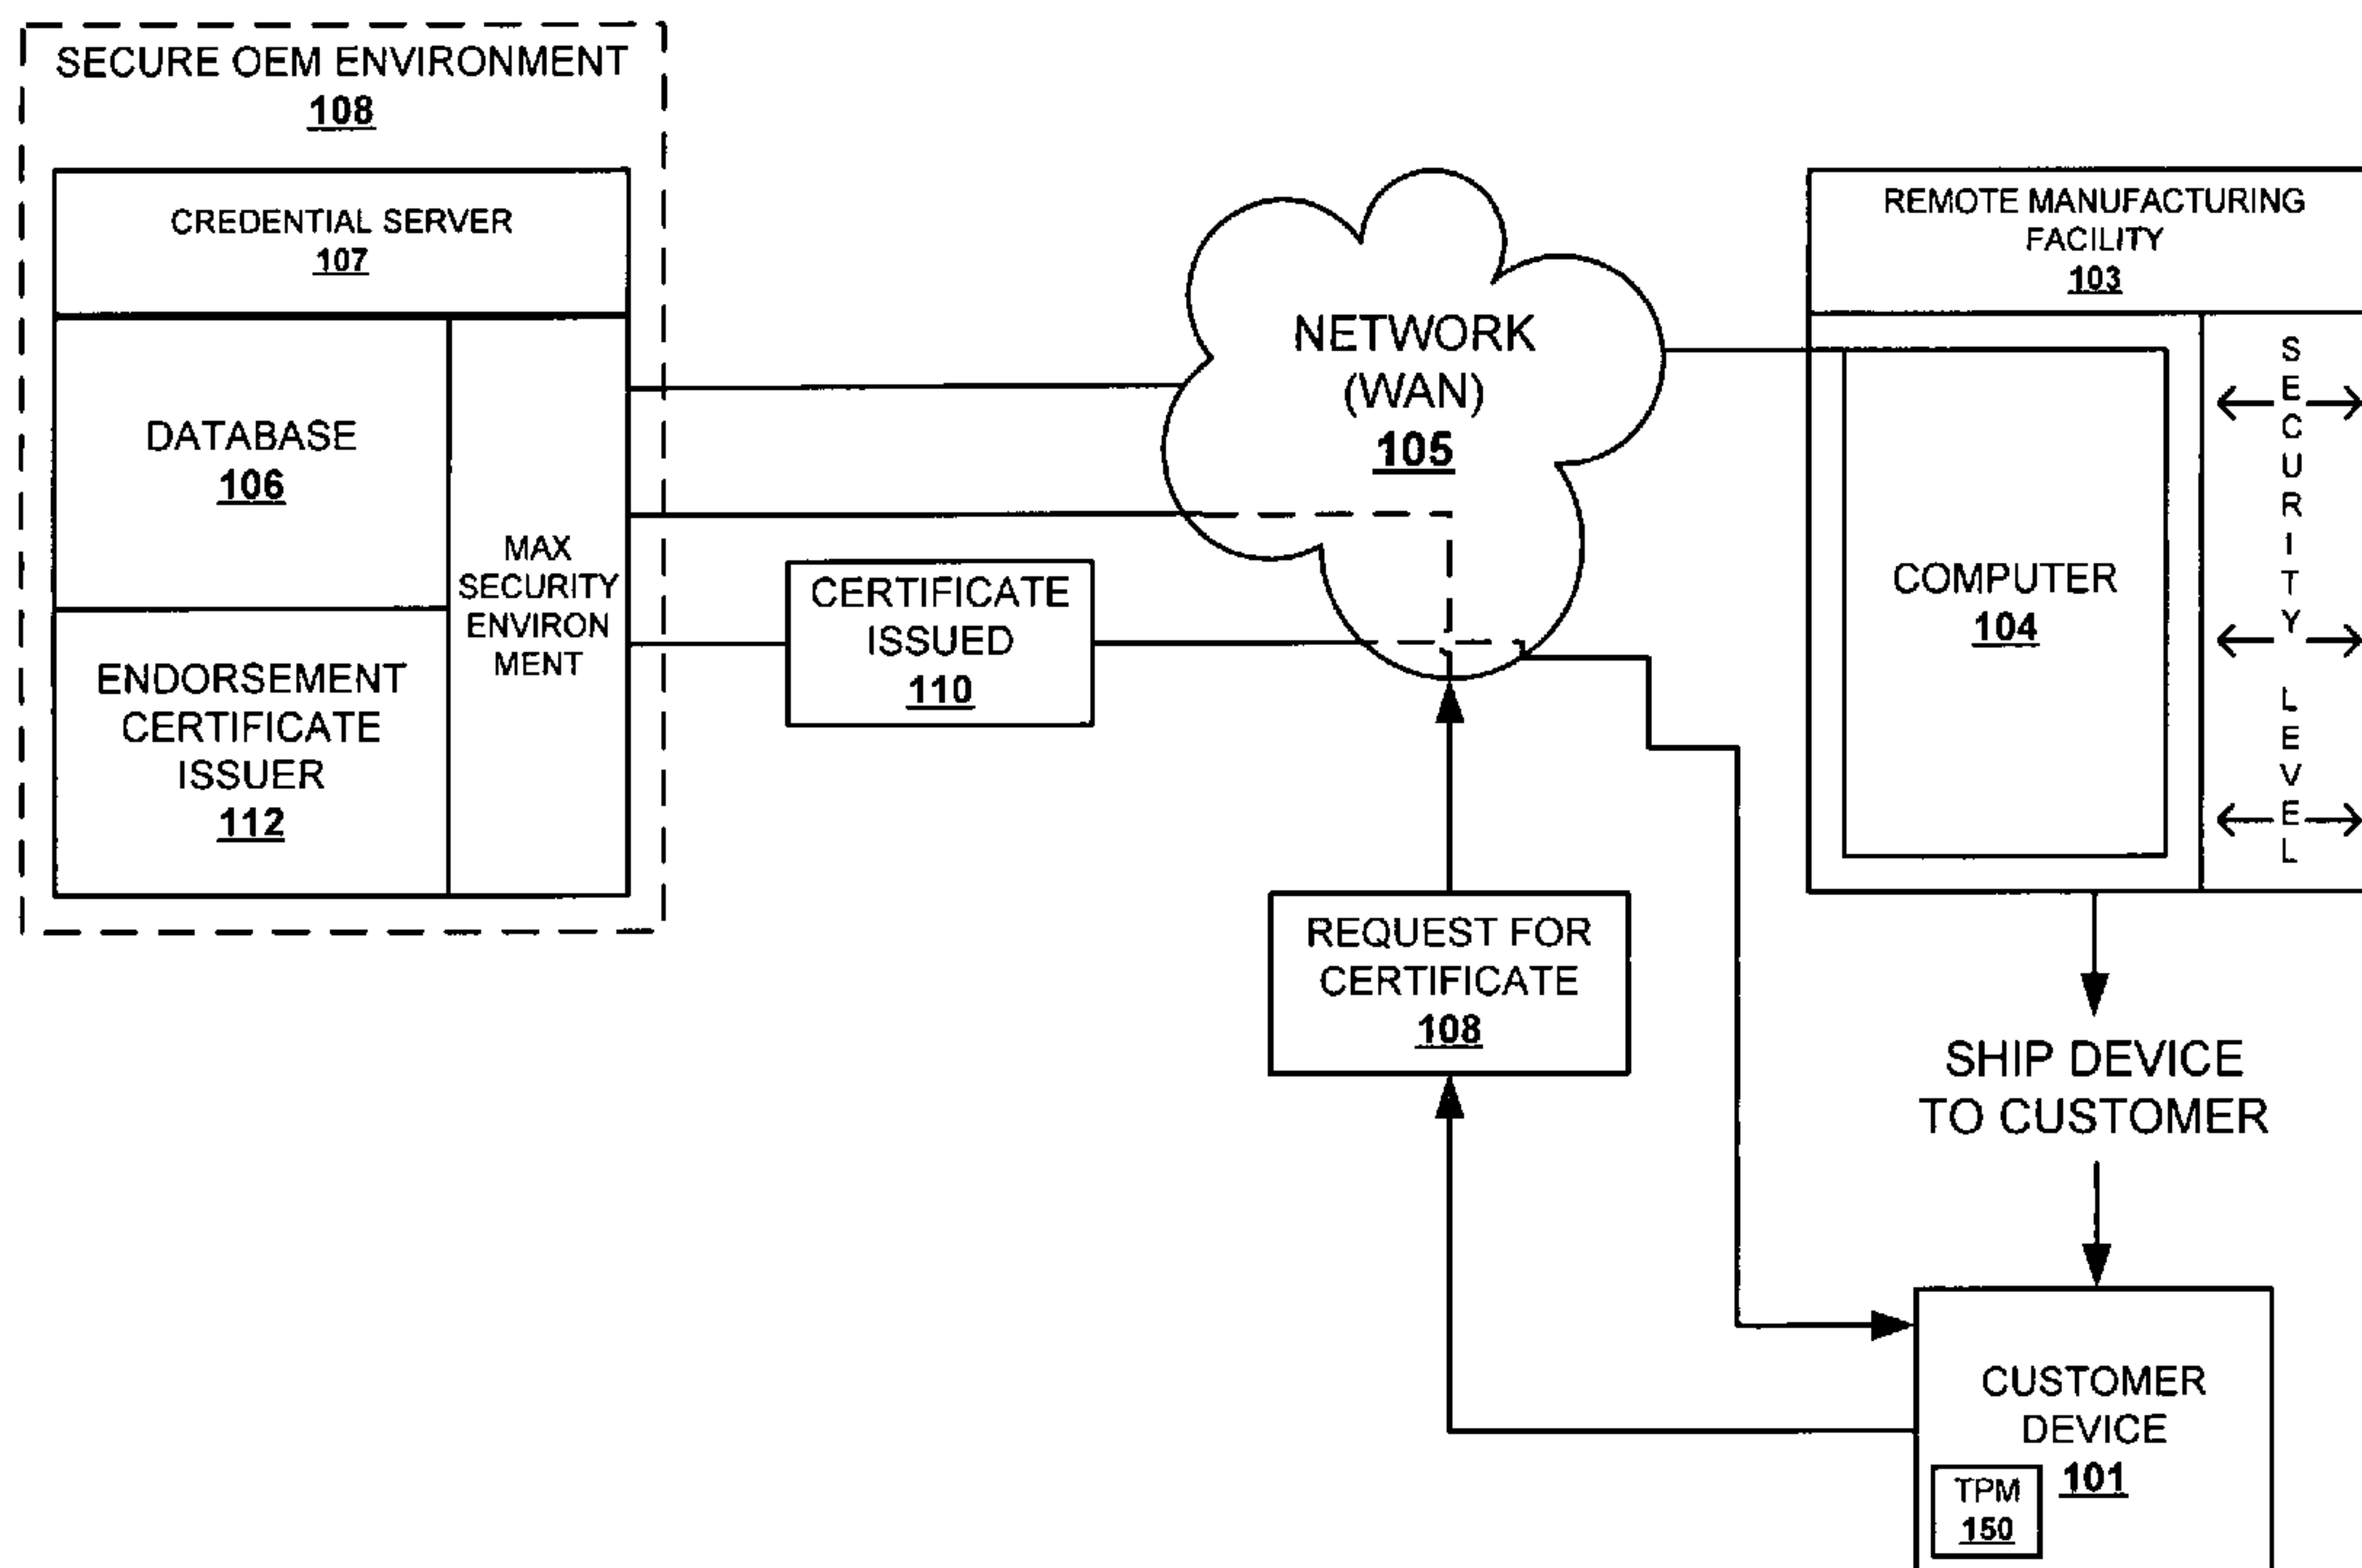 SECURE OEM ENVIRONMENT
108
CREDENTIAL SERVER
107
DATABASE
106
MAX
SECURITY
ENVIRON
MENT
ENDORSEMENT
CERTIFICATE
ISSUER
112
CERTIFICATE
ISSUED
110
NETWORK
(WAN)
105
REMOTE MANUFACTURING
FACILITY
103
COMPUTER
104
SECURITY LEVEL
REQUEST FOR
CERTIFICATE
108
SHIP DEVICE
TO CUSTOMER
CUSTOMER
DEVICE
101
TPM
150